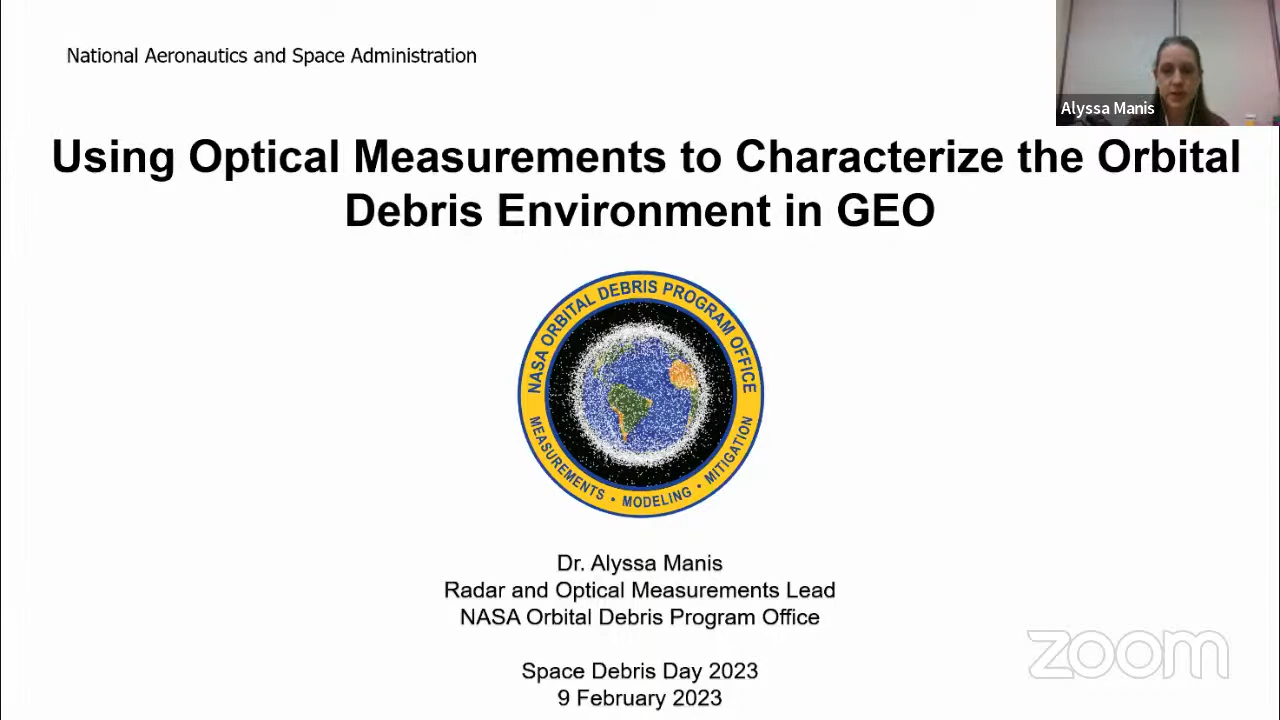 National Aeronautics and Space Administration
Alyssa Manis
Using Optical Measurements to Characterize the Orbital
Debris Environment in GEO
NASA ORBITAL DEBRIS PROGRAM OFFICE
MEASUREMENTS • MODELING • MITIGATION
Dr. Alyssa Manis
Radar and Optical Measurements Lead
NASA Orbital Debris Program Office
Space Debris Day 2023
9 February 2023
zoom